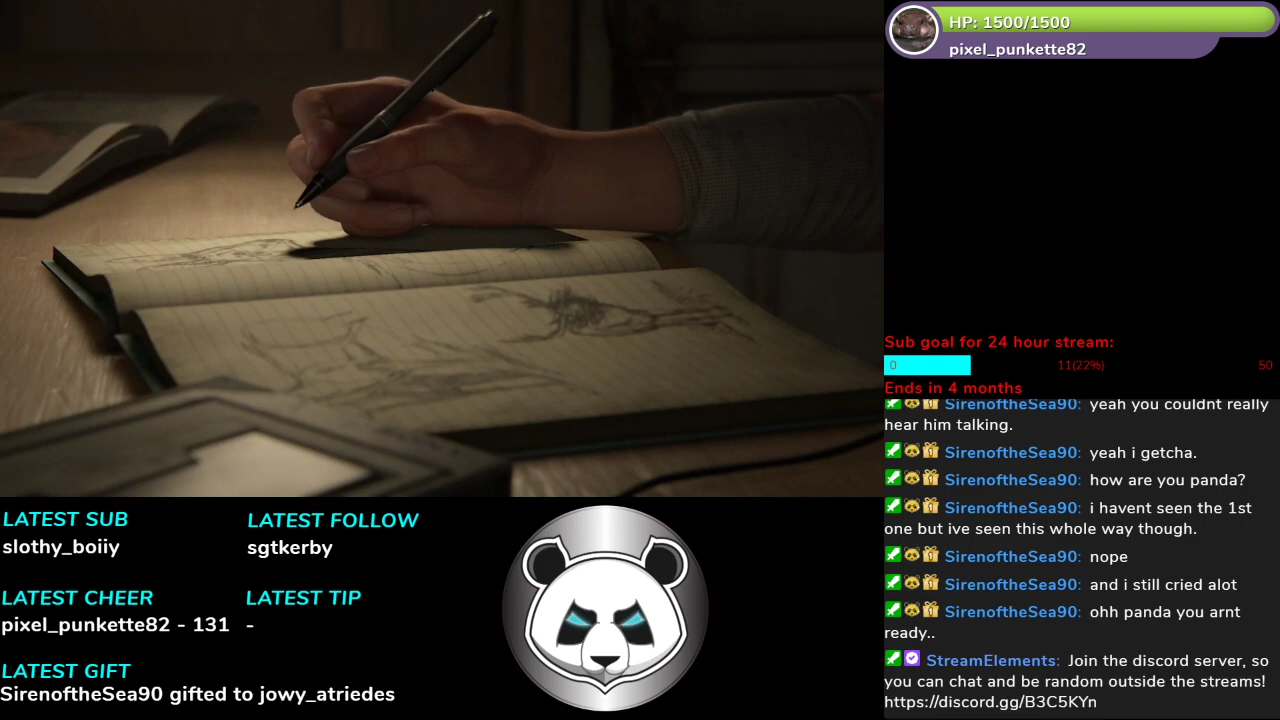 HP: 1500/1500
pixel_punkette82
Sub goal for 24 hour stream:
0 11(22%) 50
Ends in 4 months
SirenoftheSea90: yeah you couldnt really
hear him talking.
SirenoftheSea90: yeah i getcha.
SirenoftheSea90: how are you panda?
SirenoftheSea90: i havent seen the 1st
one but ive seen this whole way though.
SirenoftheSea90: nope
SirenoftheSea90: and i still cried alot
SirenoftheSea90: ohh panda you arnt
ready..
StreamElements: Join the discord server, so
you can chat and be random outside the streams!
https://discord.gg/B3C5KYn
LATEST SUB
slothy_boiiy
LATEST FOLLOW
sgtkerby
LATEST CHEER
pixel_punkette82 - 131
LATEST TIP
-
LATEST GIFT
SirenoftheSea90 gifted to jowy_atriedes